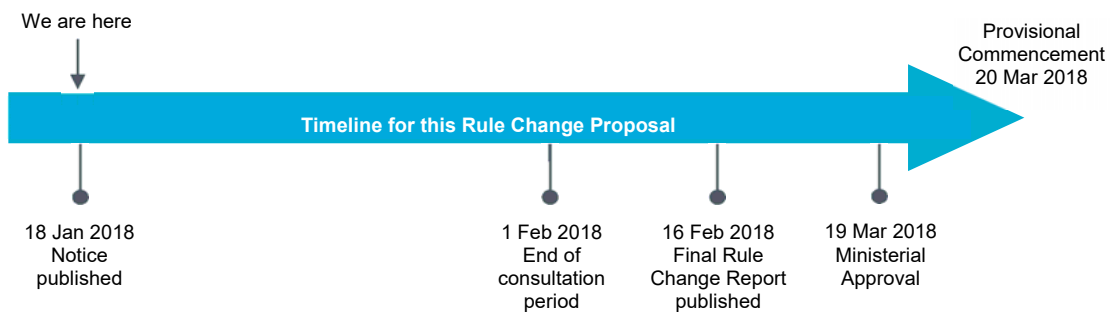 We are here
Provisional
Commencement
20 Mar 2018
Timeline for this Rule Change Proposal
18 Jan 2018
Notice
published
1 Feb 2018
End of
consultation
period
16 Feb 2018
Final Rule
Change Report
published
19 Mar 2018
Ministerial
Approval